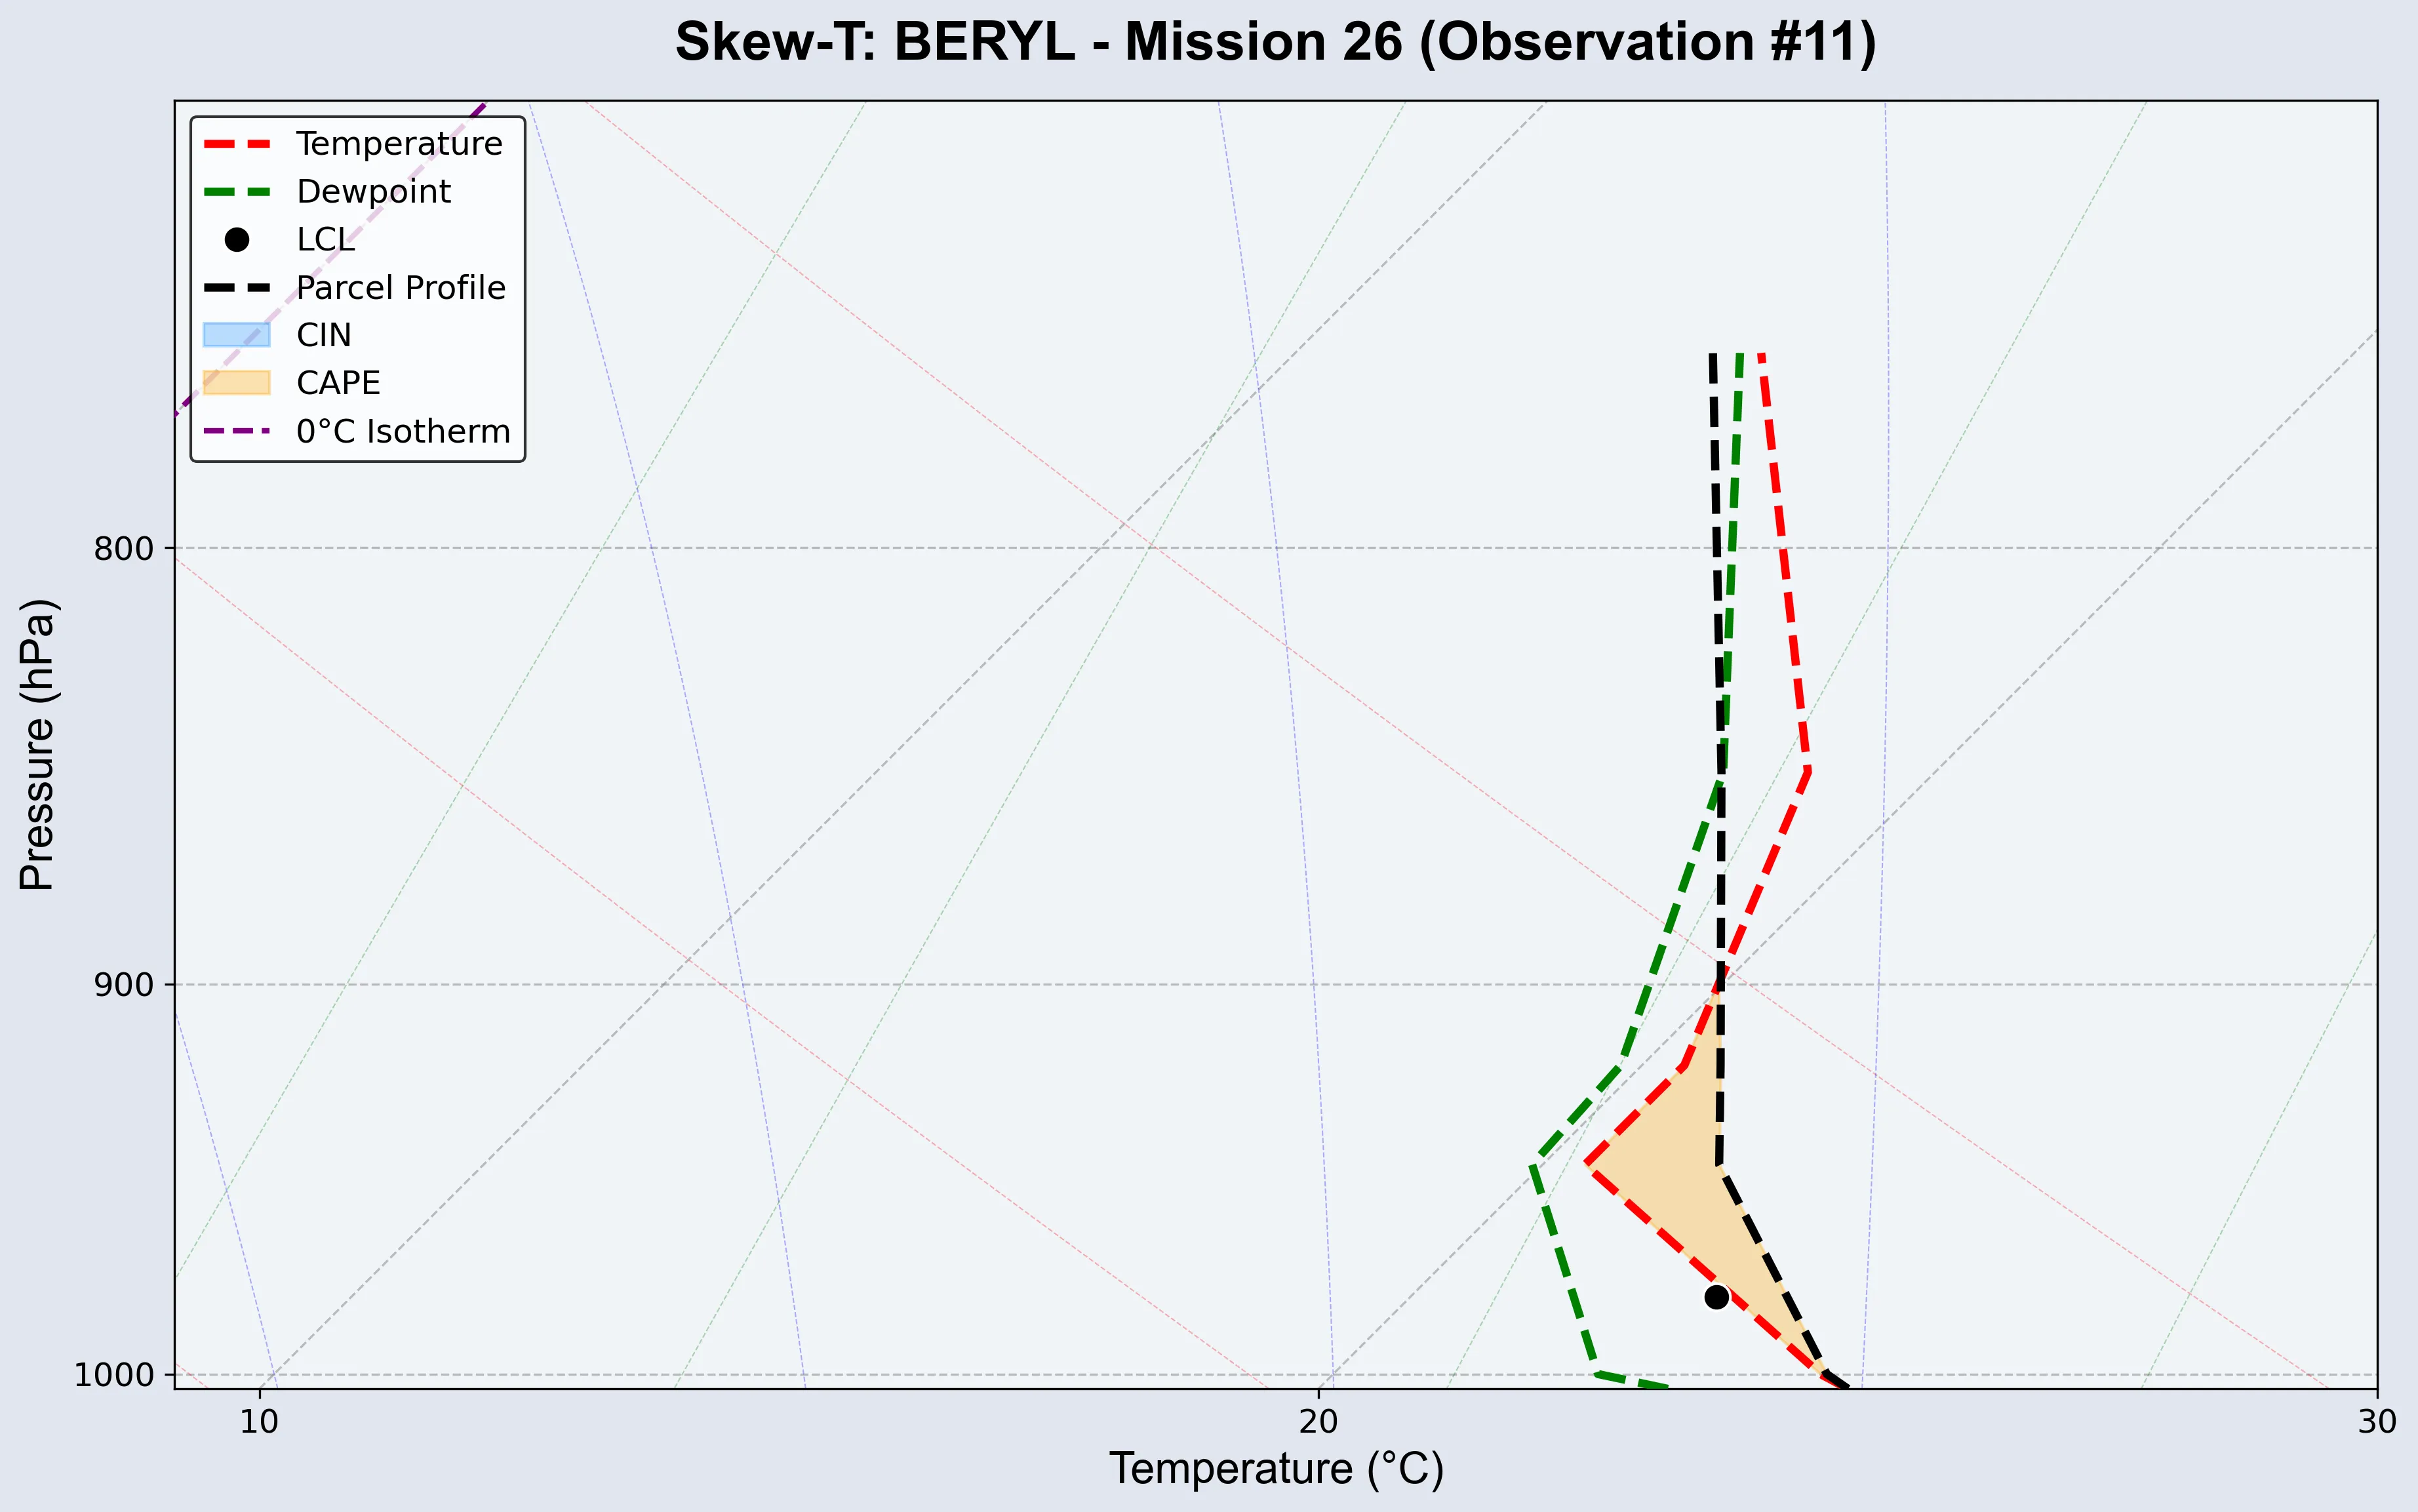 Skew-T: BERYL - Mission 26 (Observation #11)
Temperature
Dewpoint
LCL
Parcel Profile
CIN
CAPE
0°C Isotherm
800
900
1000
Pressure (hPa)
10
20
30
Temperature (°C)